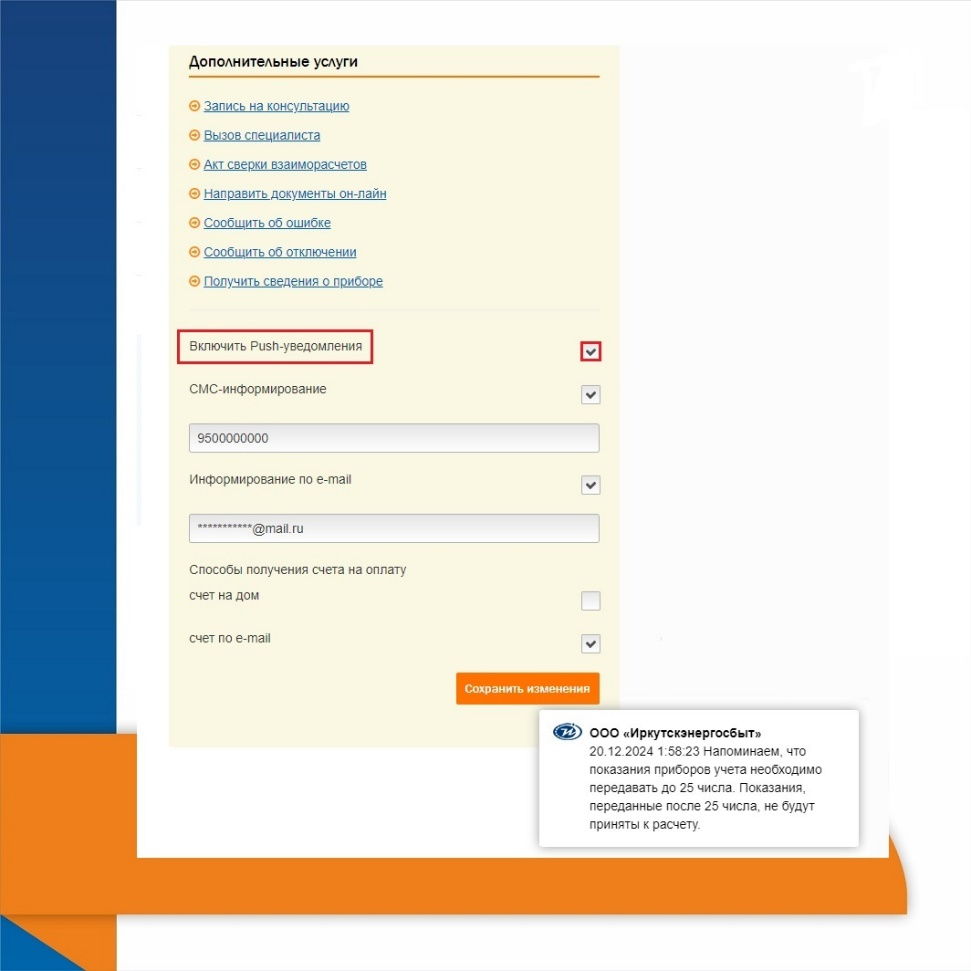 Дополнительные услуги
Запись на консультацию
Вызов специалиста
Акт сверки взаиморасчетов
Направить документы он-лайн
Сообщить об ошибке
Сообщить об отключении
Получить сведения о приборе
Включить Push-уведомления
СМС-информирование
9500000000
Информирование по e-mail
***********@mail.ru
Способы получения счета на оплату
счет на дом
счет по e-mail
Сохранить изменения
ООО «Иркутскэнергосбыт»
20.12.2024 1:58:23 Напоминаем, что
показания приборов учета необходимо
передавать до 25 числа. Показания,
переданные после 25 числа, не будут
приняты к расчету.